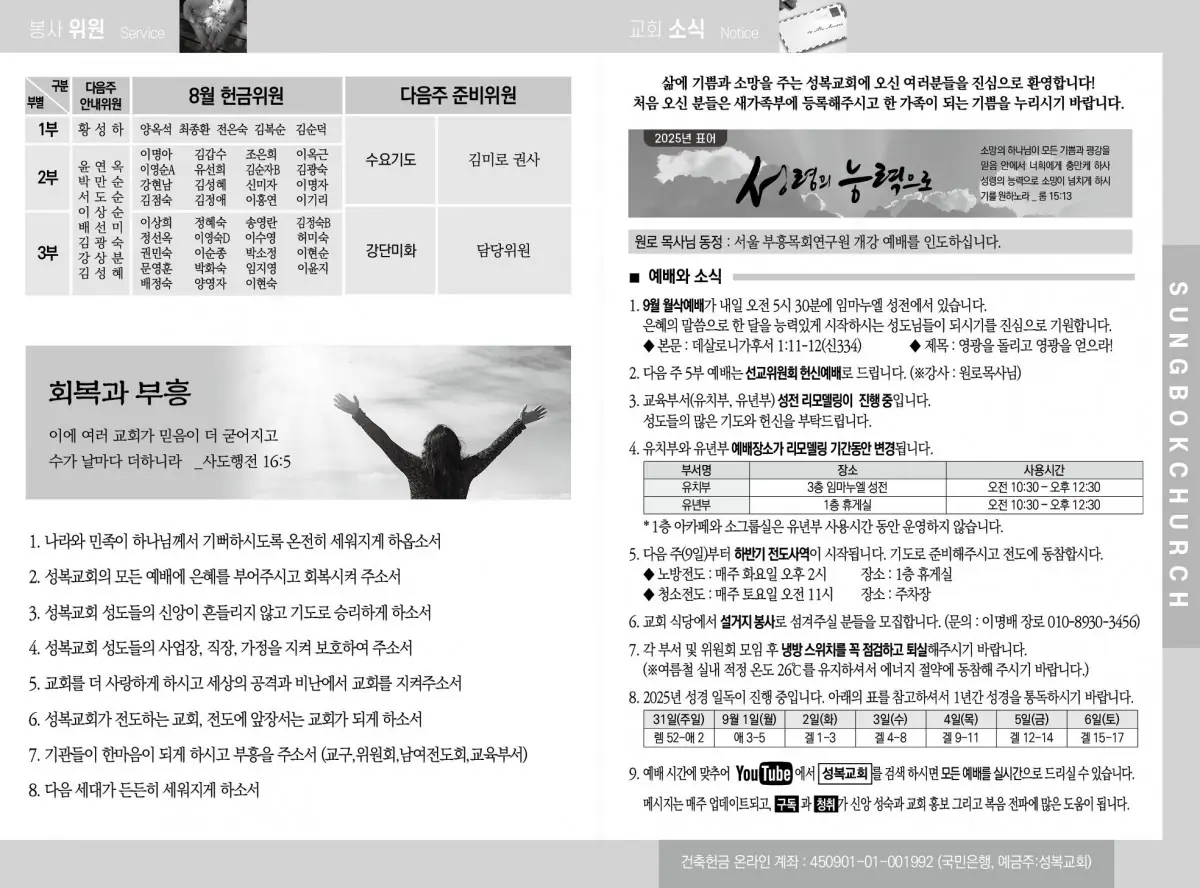 봉사 위원 Service
구분
부별
다음주
안내위원
8월 헌금위원
다음주 준비위원
1부
황 성 하
양옥석 최종환 전은숙 김복순 김순덕
2부
윤 연 옥
박 만 순
서 도 순
이 상 순
배 선 미
김 광 숙
강 상 분
김 성 혜
이명아 김갑수 조은희 이옥근
이영순A 유선희 김순자B 김광숙
강현남 김성혜 신미자 이명자
김점숙 김정애 이홍연 이기리
3부
이상희 정혜숙 송영란 김정숙B
정선옥 이영숙D 이수영 허미숙
권민숙 이순종 박소정 이현순
문영훈 박화숙 임지영 이윤지
배정숙 양영자 이현숙
수요기도
김미로 권사
강단미화
담당위원
회복과 부흥
이에 여러 교회가 믿음이 더 굳어지고
수가 날마다 더하니라 _사도행전 16:5
1. 나라와 민족이 하나님께서 기뻐하시도록 온전히 세워지게 하옵소서
2. 성복교회의 모든 예배에 은혜를 부어주시고 회복시켜 주소서
3. 성복교회 성도들의 신앙이 흔들리지 않고 기도로 승리하게 하소서
4. 성복교회 성도들의 사업장, 직장, 가정을 지켜 보호하여 주소서
5. 교회를 더 사랑하게 하시고 세상의 공격과 비난에서 교회를 지켜주소서
6. 성복교회가 전도하는 교회, 전도에 앞장서는 교회가 되게 하소서
7. 기관들이 한마음이 되게 하시고 부흥을 주소서 (교구,위원회,남여전도회,교육부서)
8. 다음 세대가 든든히 세워지게 하소서
교회 소식 Notice
삶에 기쁨과 소망을 주는 성복교회에 오신 여러분들을 진심으로 환영합니다!
처음 오신 분들은 새가족부에 등록해주시고 한 가족이 되는 기쁨을 누리시기 바랍니다.
2025년 표어
성령의 능력으로
소망의 하나님이 모든 기쁨과 평강을
믿음 안에서 너희에게 충만케 하사
성령의 능력으로 소망이 넘치게 하시
기를 원하노라 _ 롬 15:13
원로 목사님 동정 : 서울 부흥목회연구원 개강 예배를 인도하십니다.
■ 예배와 소식
1. 9월 월삭예배가 내일 오전 5시 30분에 임마누엘 성전에서 있습니다.
은혜의 말씀으로 한 달을 능력있게 시작하시는 성도님들이 되시기를 진심으로 기원합니다.
◆ 본문 : 데살로니가후서 1:11-12(신334) ◆ 제목 : 영광을 돌리고 영광을 얻으라!
2. 다음 주 5부 예배는 선교위원회 헌신예배로 드립니다. (※강사 : 원로목사님)
3. 교육부서(유치부, 유년부) 성전 리모델링이 진행 중입니다.
성도들의 많은 기도와 헌신을 부탁드립니다.
4. 유치부와 유년부 예배장소가 리모델링 기간동안 변경됩니다.
부서명 장소 사용시간
유치부 3층 임마누엘 성전 오전 10:30 - 오후 12:30
유년부 1층 휴게실 오전 10:30 - 오후 12:30
* 1층 아카페와 소그룹실은 유년부 사용시간 동안 운영하지 않습니다.
5. 다음 주(9일)부터 하반기 전도사역이 시작됩니다. 기도로 준비해주시고 전도에 동참합시다.
◆ 노방전도 : 매주 화요일 오후 2시 장소 : 1층 휴게실
◆ 청소전도 : 매주 토요일 오전 11시 장소 : 주차장
6. 교회 식당에서 설거지 봉사로 섬겨주실 분들을 모집합니다. (문의 : 이명배 장로 010-8930-3456)
7. 각 부서 및 위원회 모임 후 냉방 스위치를 꼭 점검하고 퇴실해주시기 바랍니다.
(※여름철 실내 적정 온도 26℃를 유지하셔서 에너지 절약에 동참해 주시기 바랍니다.)
8. 2025년 성경 일독이 진행 중입니다. 아래의 표를 참고하셔서 1년간 성경을 통독하시기 바랍니다.
31일(주일) 9월 1일(월) 2일(화) 3일(수) 4일(목) 5일(금) 6일(토)
렘 52-애 2 애 3-5 겔 1-3 겔 4-8 겔 9-11 겔 12-14 겔 15-17
9. 예배 시간에 맞추어 YouTube 에서 성복교회 를 검색 하시면 모든 예배를 실시간으로 드리실 수 있습니다.
메시지는 매주 업데이트되고, 구독 과 청취 가 신앙 성숙과 교회 홍보 그리고 복음 전파에 많은 도움이 됩니다.
SUNGBOKCHURCH
건축헌금 온라인 계좌 : 450901-01-001992 (국민은행, 예금주:성복교회)